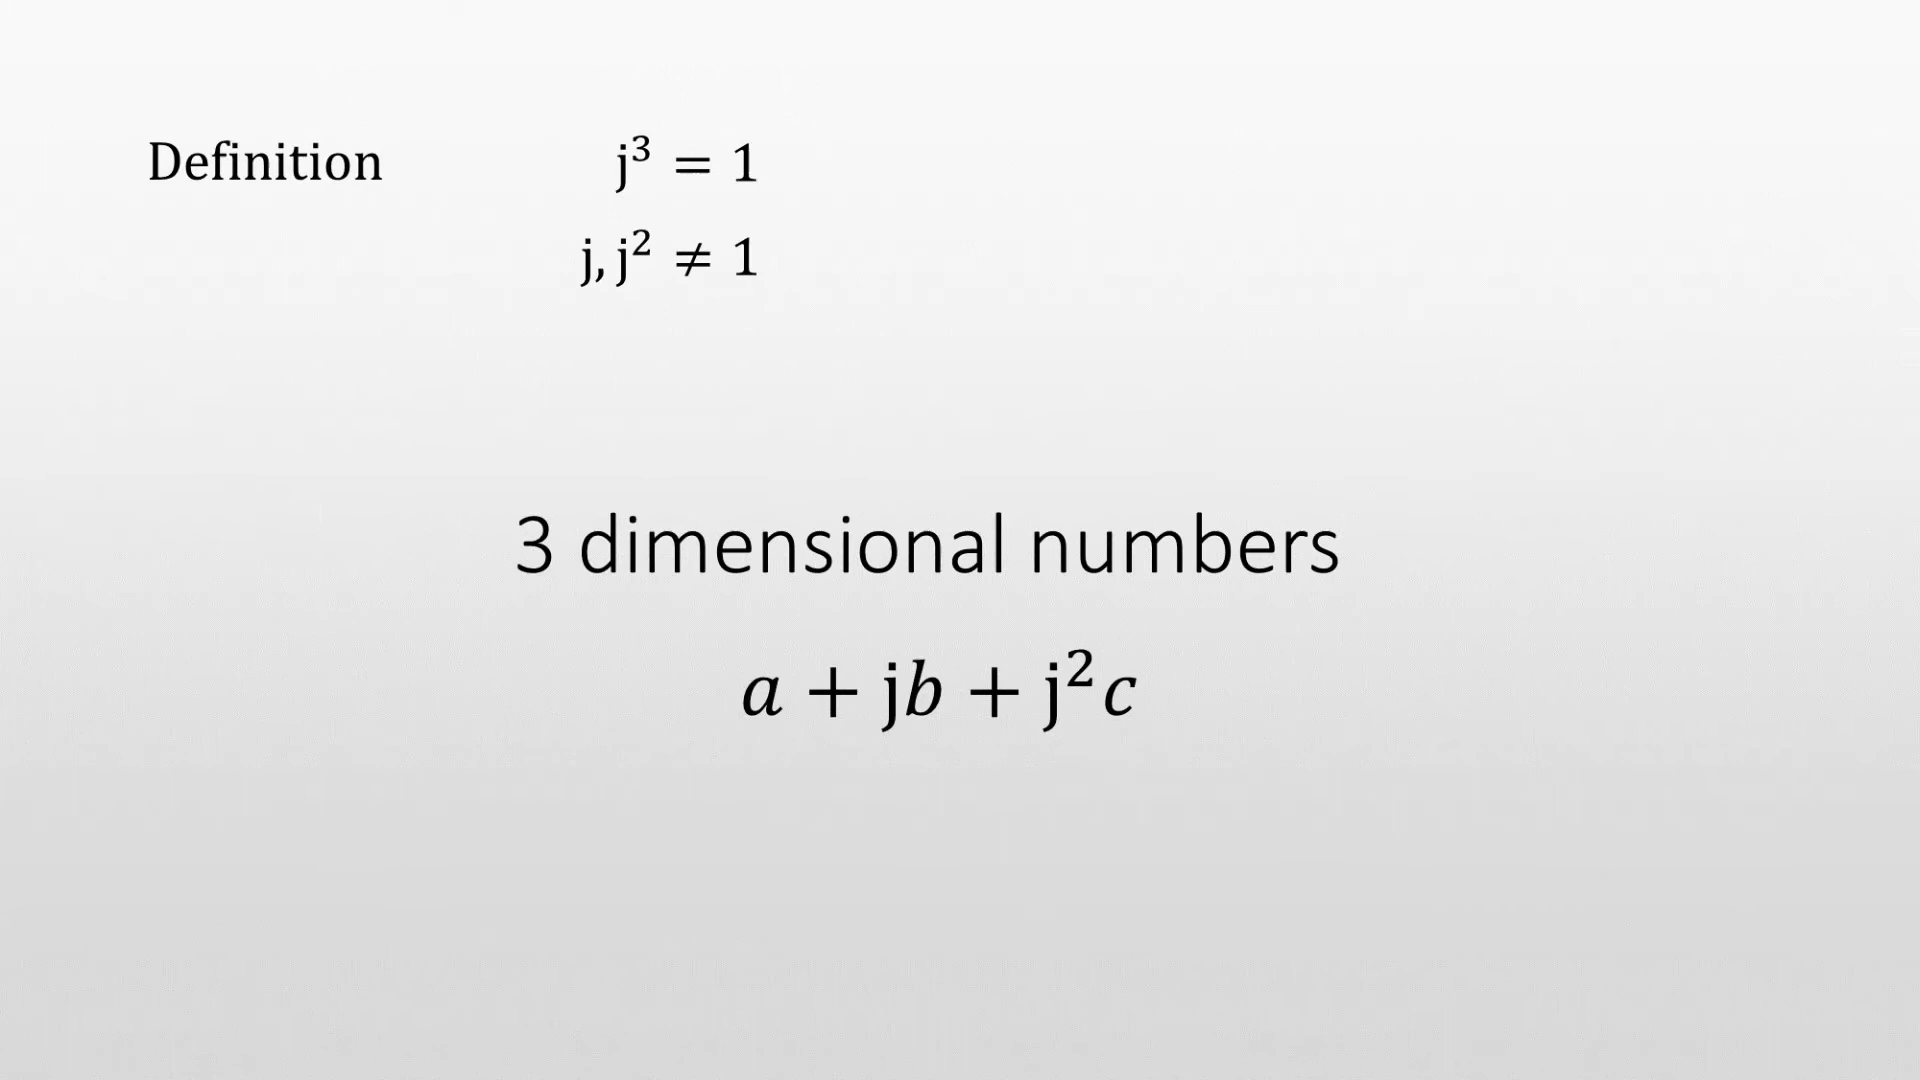 Definition j³ = 1
j, j² ≠ 1
3 dimensional numbers
a + jb + j²c